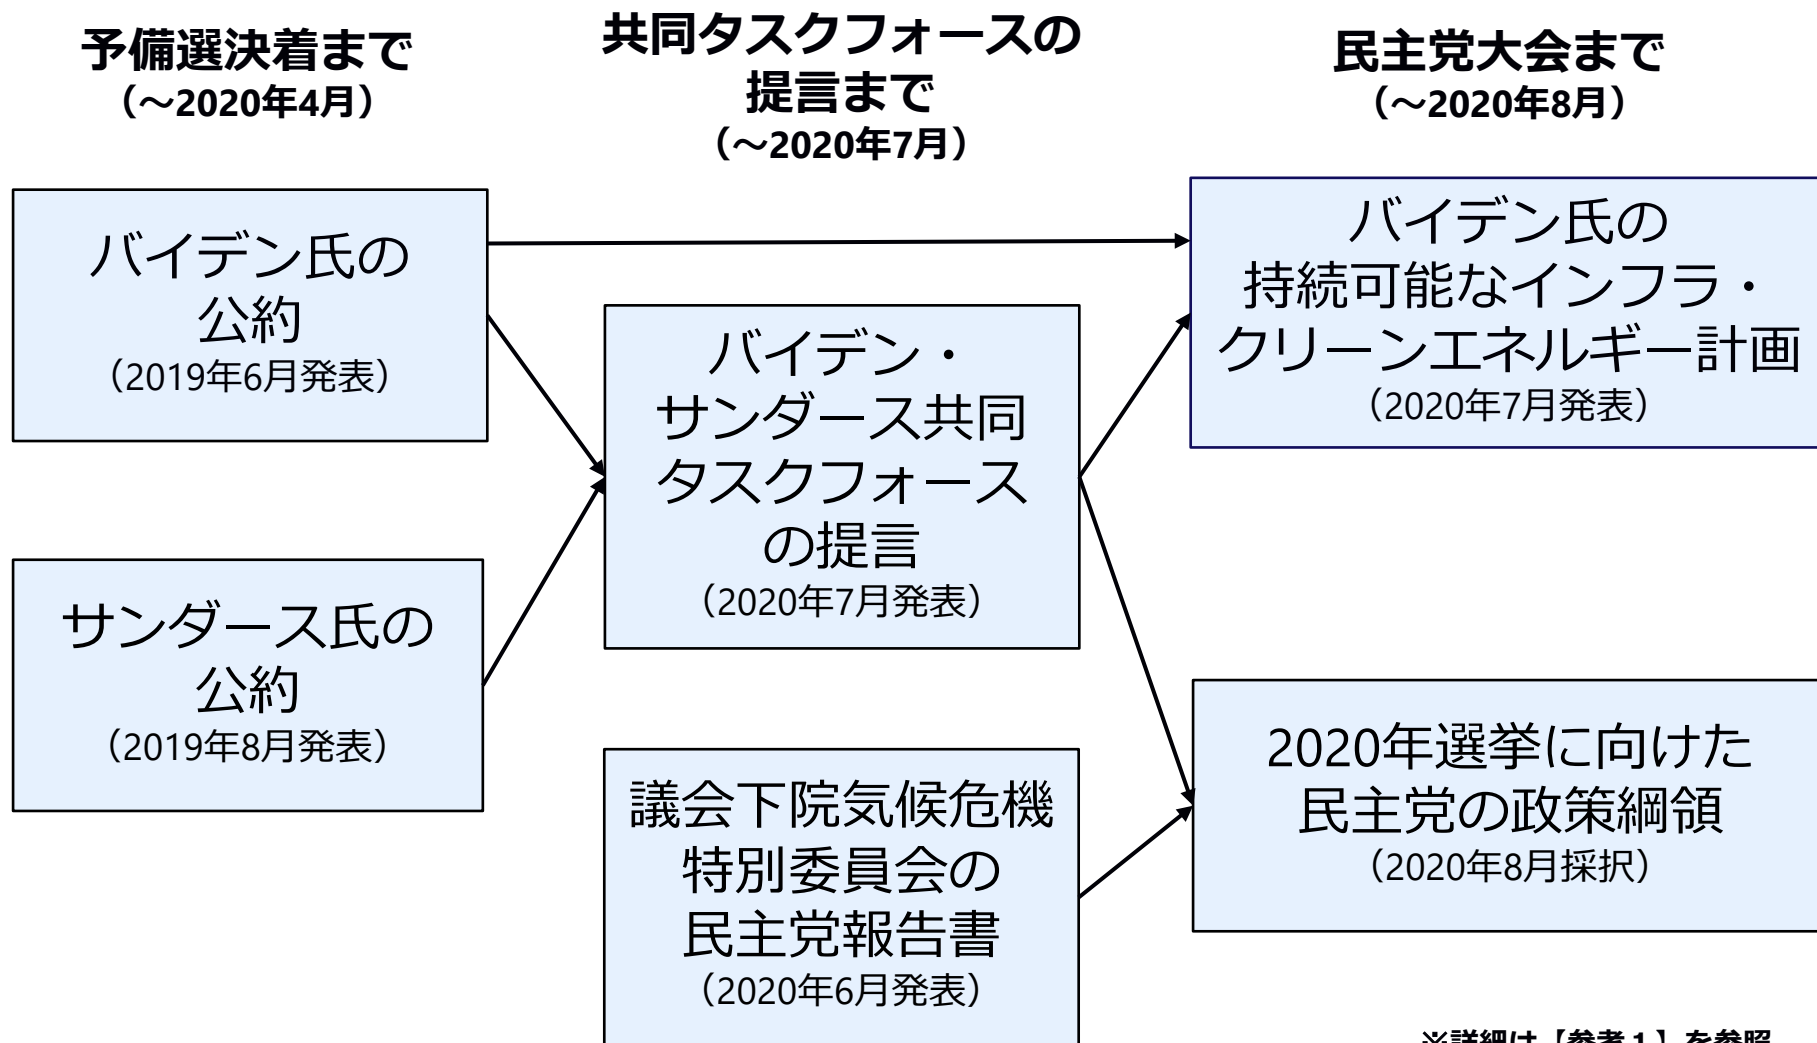 予備選決着まで
（～2020年4月）
共同タスクフォースの
提言まで
（～2020年7月）
民主党大会まで
（～2020年8月）
バイデン氏の
公約
（2019年6月発表）
サンダース氏の
公約
（2019年8月発表）
バイデン・
サンダース共同
タスクフォース
の提言
（2020年7月発表）
議会下院気候危機
特別委員会の
民主党報告書
（2020年6月発表）
バイデン氏の
持続可能なインフラ・
クリーンエネルギー計画
（2020年7月発表）
2020年選挙に向けた
民主党の政策綱領
（2020年8月採択）
※詳細は【参考１】を参照